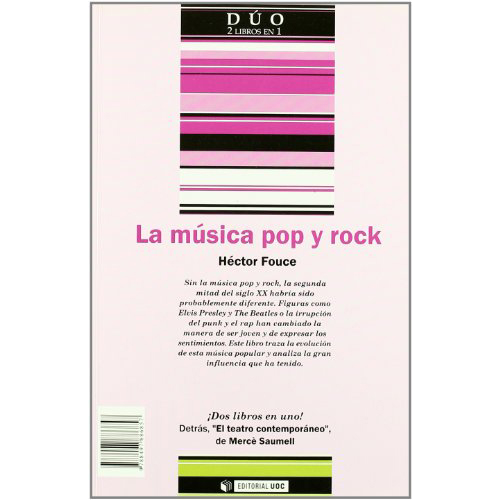 DÚO
2 LIBROS EN 1
La música pop y rock
Héctor Fouce
Sin la música pop y rock, la segunda
mitad del siglo XX habría sido
probablemente diferente. Figuras como
Elvis Presley y The Beatles o la irrupción
del punk y el rap han cambiado la
manera de ser joven y de expresar los
sentimientos. Este libro traza la evolución
de esta música popular y analiza la gran
influencia que ha tenido.
¡Dos libros en uno!
Detrás, "El teatro contemporáneo",
de Mercè Saumell
EDITORIAL UOC